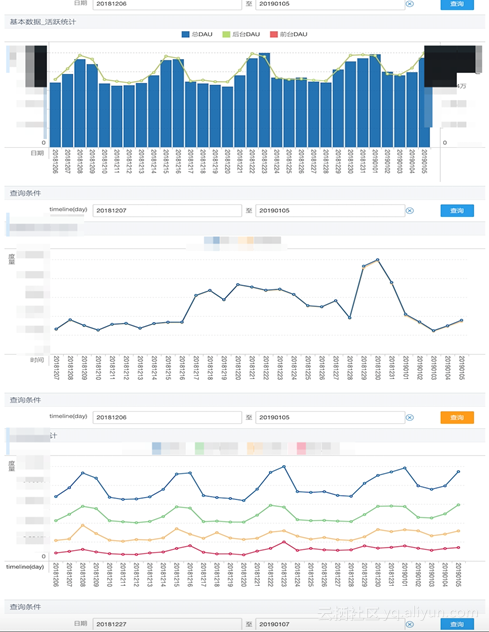 日期 20181206 至 20190105 查询
基本数据_活跃统计
总DAU 后台DAU 前台DAU
4万
0 0
日期 20181206 20181207 20181208 20181209 20181210 20181211 20181212 20181213 20181214 20181215 20181216 20181217 20181218 20181219 20181220 20181221 20181222 20181223 20181224 20181225 20181226 20181227 20181228 20181229 20181230 20181231 20190101 20190102 20190103 20190104 20190105
查询条件
timeline(day) 20181207 至 20190105 查询
度量
时间 20181207 20181208 20181209 20181210 20181211 20181212 20181213 20181214 20181215 20181216 20181217 20181218 20181219 20181220 20181221 20181222 20181223 20181224 20181225 20181226 20181227 20181228 20181229 20181230 20181231 20190101 20190102 20190103 20190104 20190105
查询条件
timeline(day) 20181206 至 20190105 查询
计
度量
0
timeline(day) 20181206 20181207 20181208 20181209 20181210 20181211 20181212 20181213 20181214 20181215 20181216 20181217 20181218 20181219 20181220 20181221 20181222 20181223 20181224 20181225 20181226 20181227 20181228 20181229 20181230 20181231 20190101 20190102 20190103 20190104 20190105
查询条件
日期 20181227 至 20190107 查询
云栖社区 yq.aliyun.com